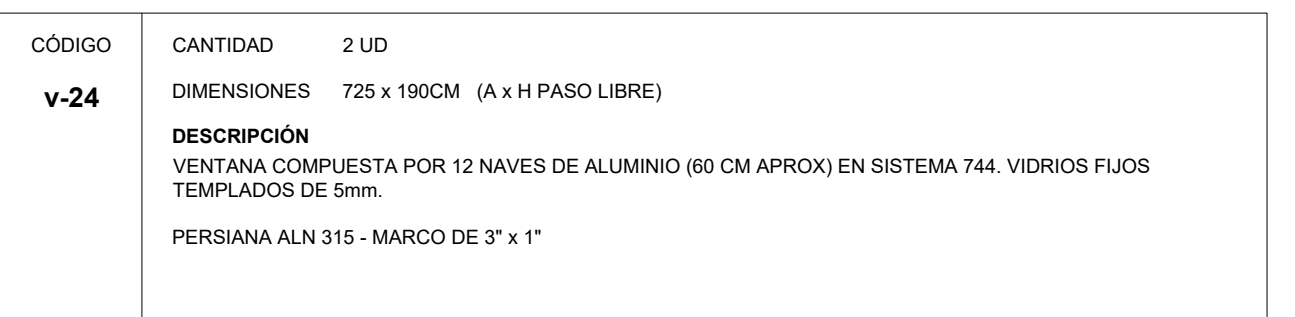 CÓDIGO
v-24
CANTIDAD 2 UD
DIMENSIONES 725 x 190CM (A x H PASO LIBRE)
DESCRIPCIÓN
VENTANA COMPUESTA POR 12 NAVES DE ALUMINIO (60 CM APROX) EN SISTEMA 744. VIDRIOS FIJOS
TEMPLADOS DE 5mm.
PERSIANA ALN 315 - MARCO DE 3" x 1"